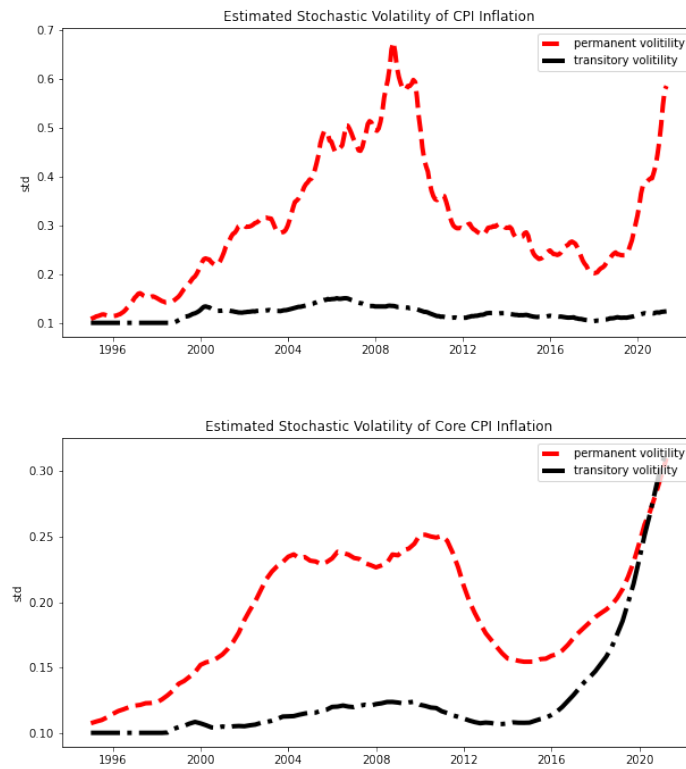 Estimated Stochastic Volatility of CPI Inflation
0.7
permanent volitility
transitory volitility
0.6
0.5
0.4
std
0.3
0.2
0.1
1996 2000 2004 2008 2012 2016 2020
Estimated Stochastic Volatility of Core CPI Inflation
permanent volitility
transitory volitility
0.30
0.25
std
0.20
0.15
0.10
1996 2000 2004 2008 2012 2016 2020